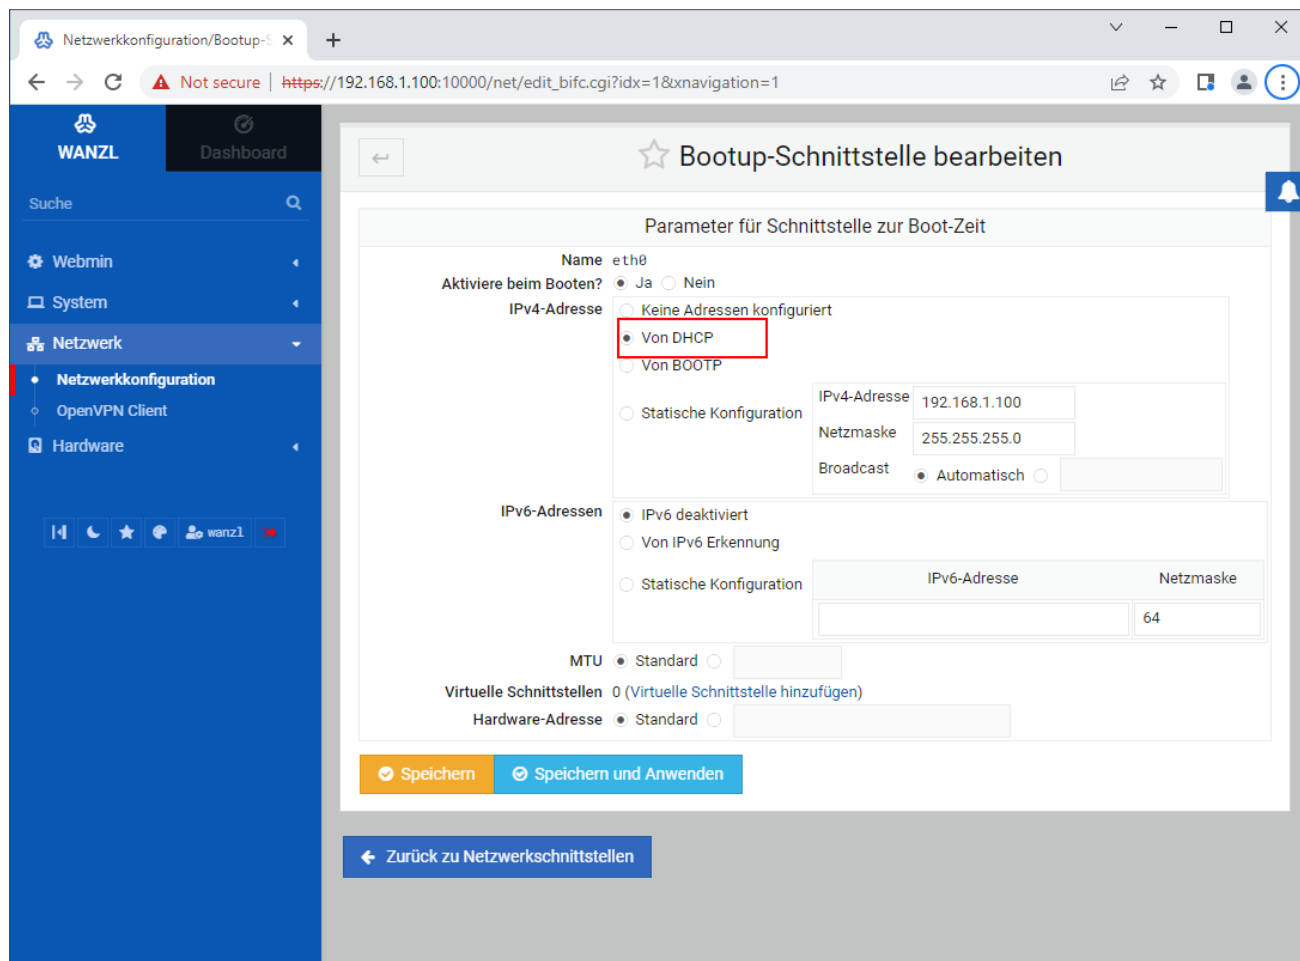 Netzwerkkonfiguration/Bootup-S
Not secure | https://192.168.1.100:10000/net/edit_bifc.cgi?idx=1&xnavigation=1
WANZL
Dashboard
Suche
Webmin
System
Netzwerk
Netzwerkkonfiguration
OpenVPN Client
Hardware
wanzl
Bootup-Schnittstelle bearbeiten
Parameter für Schnittstelle zur Boot-Zeit
Name eth0
Aktiviere beim Booten? Ja Nein
IPv4-Adresse Keine Adressen konfiguriert
Von DHCP
Von BOOTP
Statische Konfiguration
IPv4-Adresse 192.168.1.100
Netzmaske 255.255.255.0
Broadcast Automatisch
IPv6-Adressen IPv6 deaktiviert
Von IPv6 Erkennung
Statische Konfiguration
IPv6-Adresse Netzmaske
64
MTU Standard
Virtuelle Schnittstellen 0 (Virtuelle Schnittstelle hinzufügen)
Hardware-Adresse Standard
Speichern
Speichern und Anwenden
Zurück zu Netzwerkschnittstellen